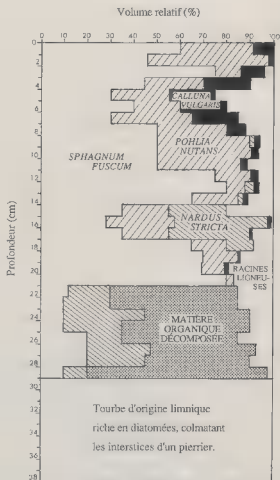 Volume relatif (%)
10 20 30 40 50 60 70 80 90 100
Profondeur (cm)
0
2
4
6
8
10
12
14
16
18
20
22
24
26
28
30
32
34
36
38
SPHAGNUM
FUSCUM
CALLUNA
VULGARIS
POHLIA
NUTANS
NARDUS
STRICTA
RACINES
LIGNEU-
SES
MATIÈRE
ORGANIQUE
DÉCOMPOSÉE
Tourbe d'origine limnique
riche en diatomées, colmatant
les interstices d'un pierrier.